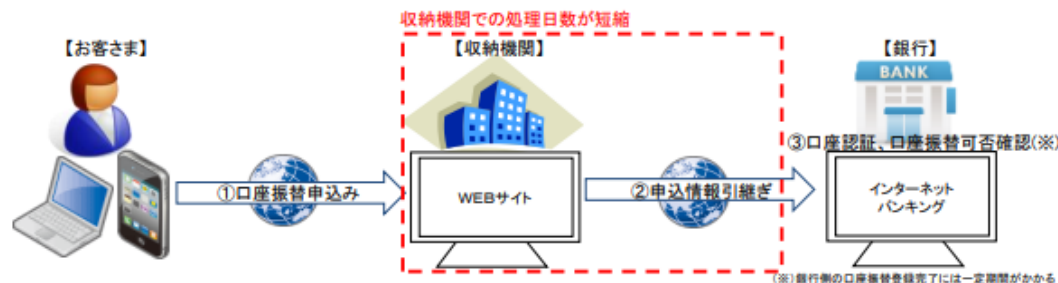 収納機関での処理日数が短縮
【お客さま】
【収納機関】
【銀行】
BANK
③口座認証、口座振替可否確認(※)
①口座振替申込み
WEBサイト
②申込情報引継ぎ
インターネット
バンキング
(※)銀行側の口座振替登録完了には一定期間がかかる